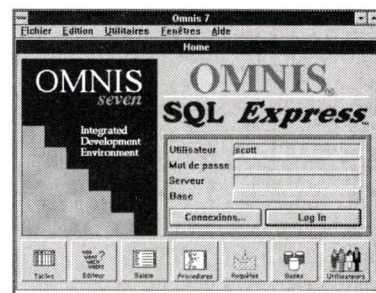 Omnis 7
Fichier Edition Utilitaires Fenêtres Aide
Home
OMNIS
seven
Integrated
Development
Environment
OMNIS®
SQL Express
Utilisateur scott
Mot de passe
Serveur
Base
Connexions... Log in
Tables Editeur Saisie Procedures Requêtes Bases Utilisateurs